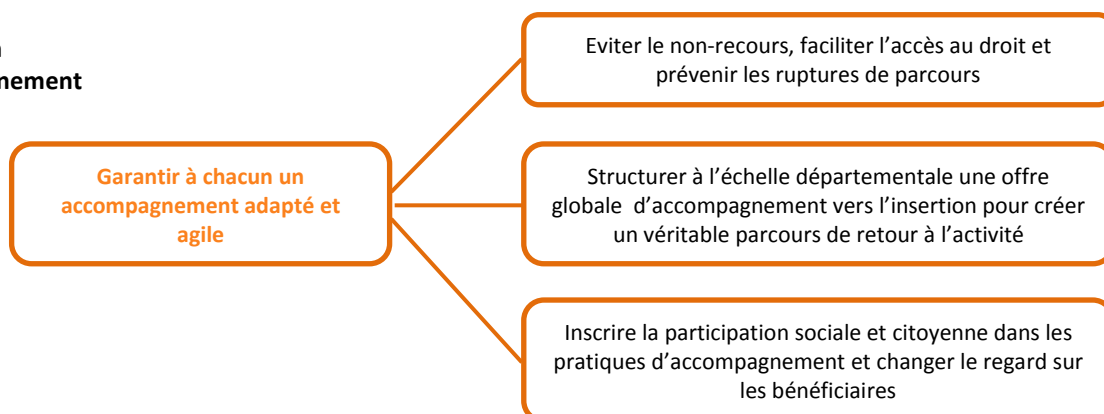 Garantir à chacun un
accompagnement adapté et
agile
Eviter le non-recours, faciliter l’accès au droit et
prévenir les ruptures de parcours
Structurer à l’échelle départementale une offre
globale d’accompagnement vers l’insertion pour créer
un véritable parcours de retour à l’activité
Inscrire la participation sociale et citoyenne dans les
pratiques d’accompagnement et changer le regard sur
les bénéficiaires